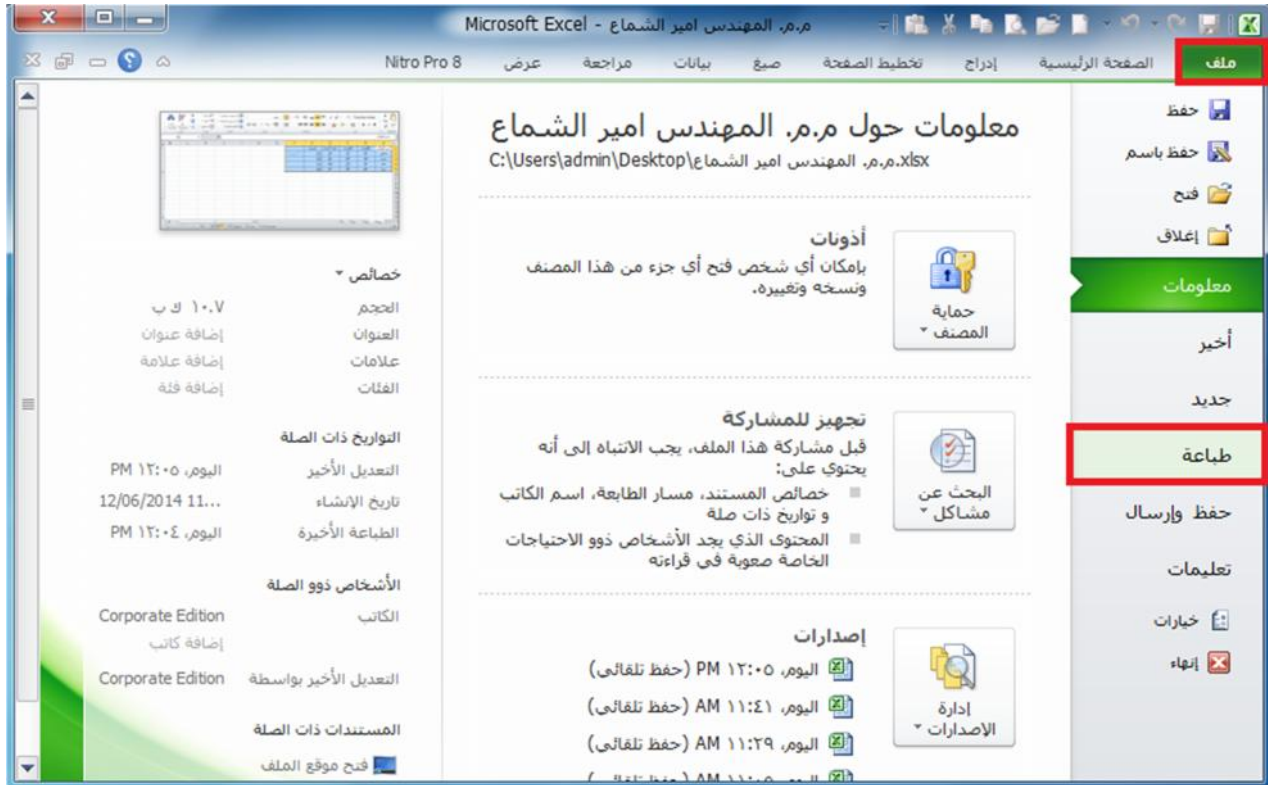 م.م. المهندس امير الشماع - Microsoft Excel
ملف الصفحة الرئيسية إدراج تخطيط الصفحة صيغ بيانات مراجعة عرض Nitro Pro 8
حفظ
حفظ باسم
فتح
إغلاق
معلومات
أخير
جديد
طباعة
حفظ وإرسال
تعليمات
خيارات
إنهاء
معلومات حول م.م. المهندس امير الشماع
C:\Users\admin\Desktop\م.م. المهندس امير الشماع.xlsx
حماية
المصنف
أذونات
بإمكان أي شخص فتح أي جزء من هذا المصنف
ونسخه وتغييره.
البحث عن
مشاكل
تجهيز للمشاركة
قبل مشاركة هذا الملف، يجب الانتباه إلى أنه
يحتوي على:
خصائص المستند، مسار الطابعة، اسم الكاتب
و تواريخ ذات صلة
المحتوى الذي يجد الأشخاص ذوو الاحتياجات
الخاصة صعوبة في قراءته
إدارة
الإصدارات
إصدارات
اليوم، ١٢:٠٥ PM (حفظ تلقائي)
اليوم، ١١:٤١ AM (حفظ تلقائي)
اليوم، ١١:٢٩ AM (حفظ تلقائي)
خصائص
الحجم ١٠.٧ ك ب
العنوان إضافة عنوان
علامات إضافة علامة
الفئات إضافة فئة
التواريخ ذات الصلة
التعديل الأخير اليوم، ١٢:٠٥ PM
تاريخ الإنشاء 12/06/2014 11...
الطباعة الأخيرة اليوم، ١٢:٠٤ PM
الأشخاص ذوو الصلة
الكاتب Corporate Edition
إضافة كاتب
التعديل الأخير بواسطة Corporate Edition
المستندات ذات الصلة
فتح موقع الملف